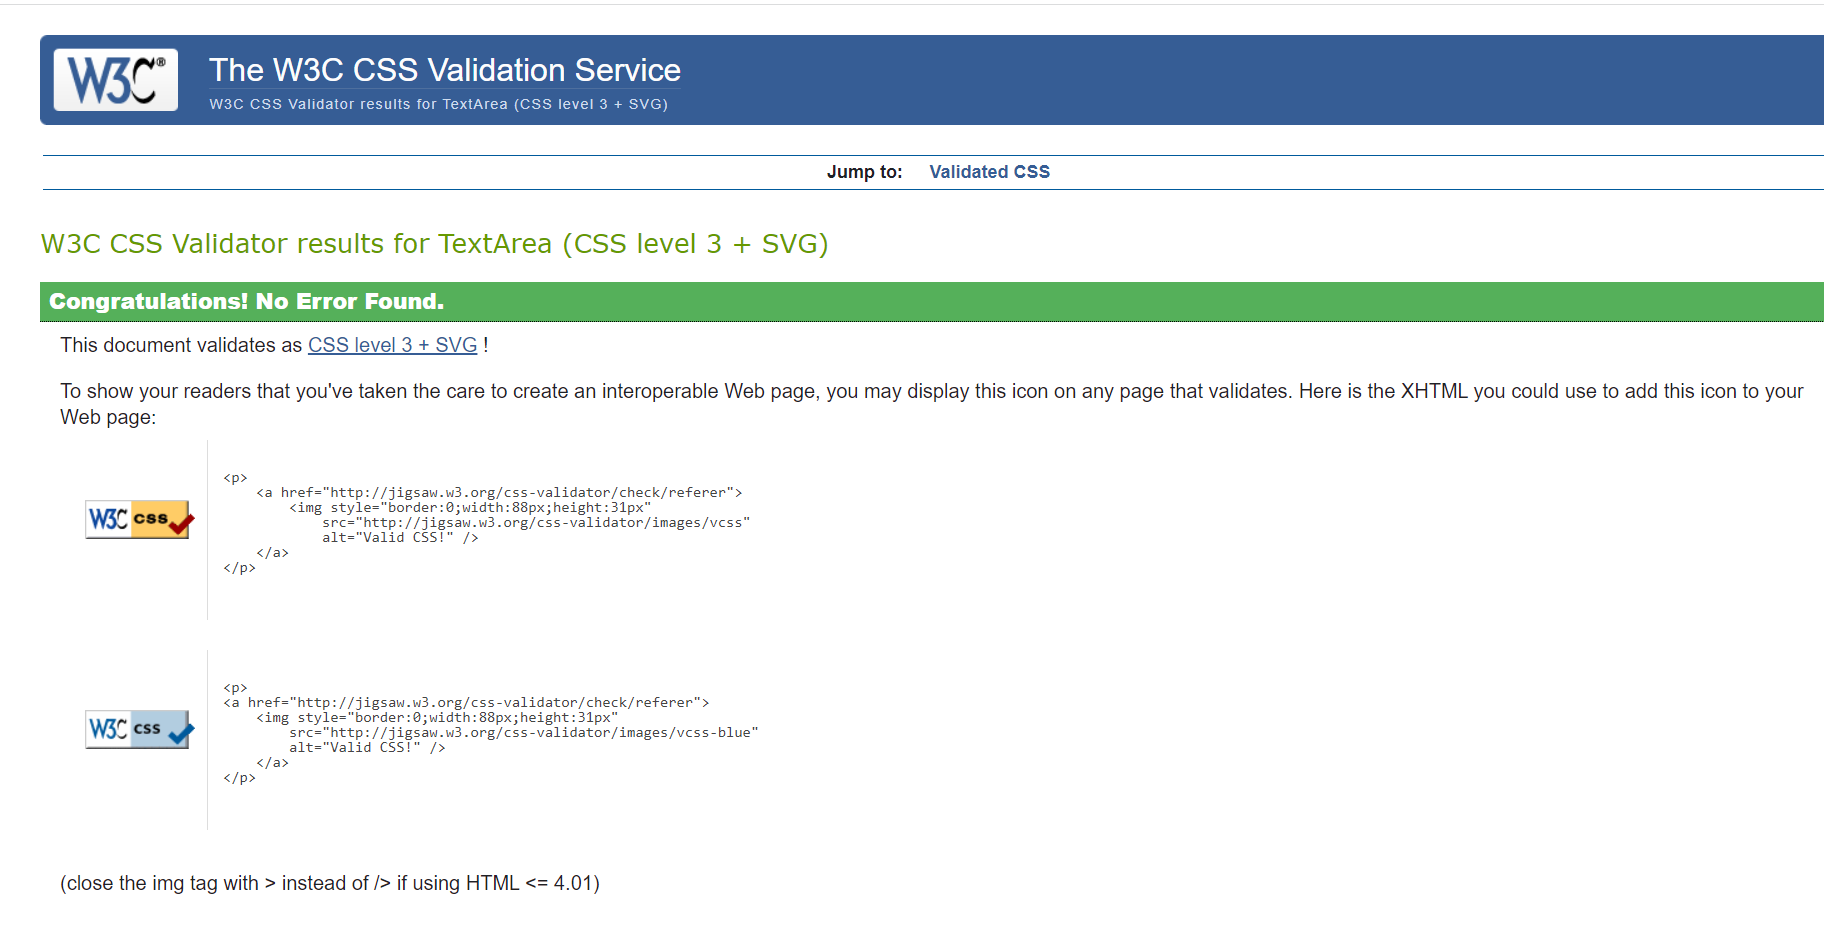 W3C®
The W3C CSS Validation Service
W3C CSS Validator results for TextArea (CSS level 3 + SVG)
Jump to: Validated CSS
W3C CSS Validator results for TextArea (CSS level 3 + SVG)
Congratulations! No Error Found.
This document validates as CSS level 3 + SVG !
To show your readers that you've taken the care to create an interoperable Web page, you may display this icon on any page that validates. Here is the XHTML you could use to add this icon to your
Web page:
W3C css
<p>
    <a href="http://jigsaw.w3.org/css-validator/check/referer">
        <img style="border:0;width:88px;height:31px"
            src="http://jigsaw.w3.org/css-validator/images/vcss"
            alt="Valid CSS!" />
    </a>
</p>
W3C css
<p>
<a href="http://jigsaw.w3.org/css-validator/check/referer">
    <img style="border:0;width:88px;height:31px"
        src="http://jigsaw.w3.org/css-validator/images/vcss-blue"
        alt="Valid CSS!" />
    </a>
</p>
(close the img tag with > instead of /> if using HTML <= 4.01)